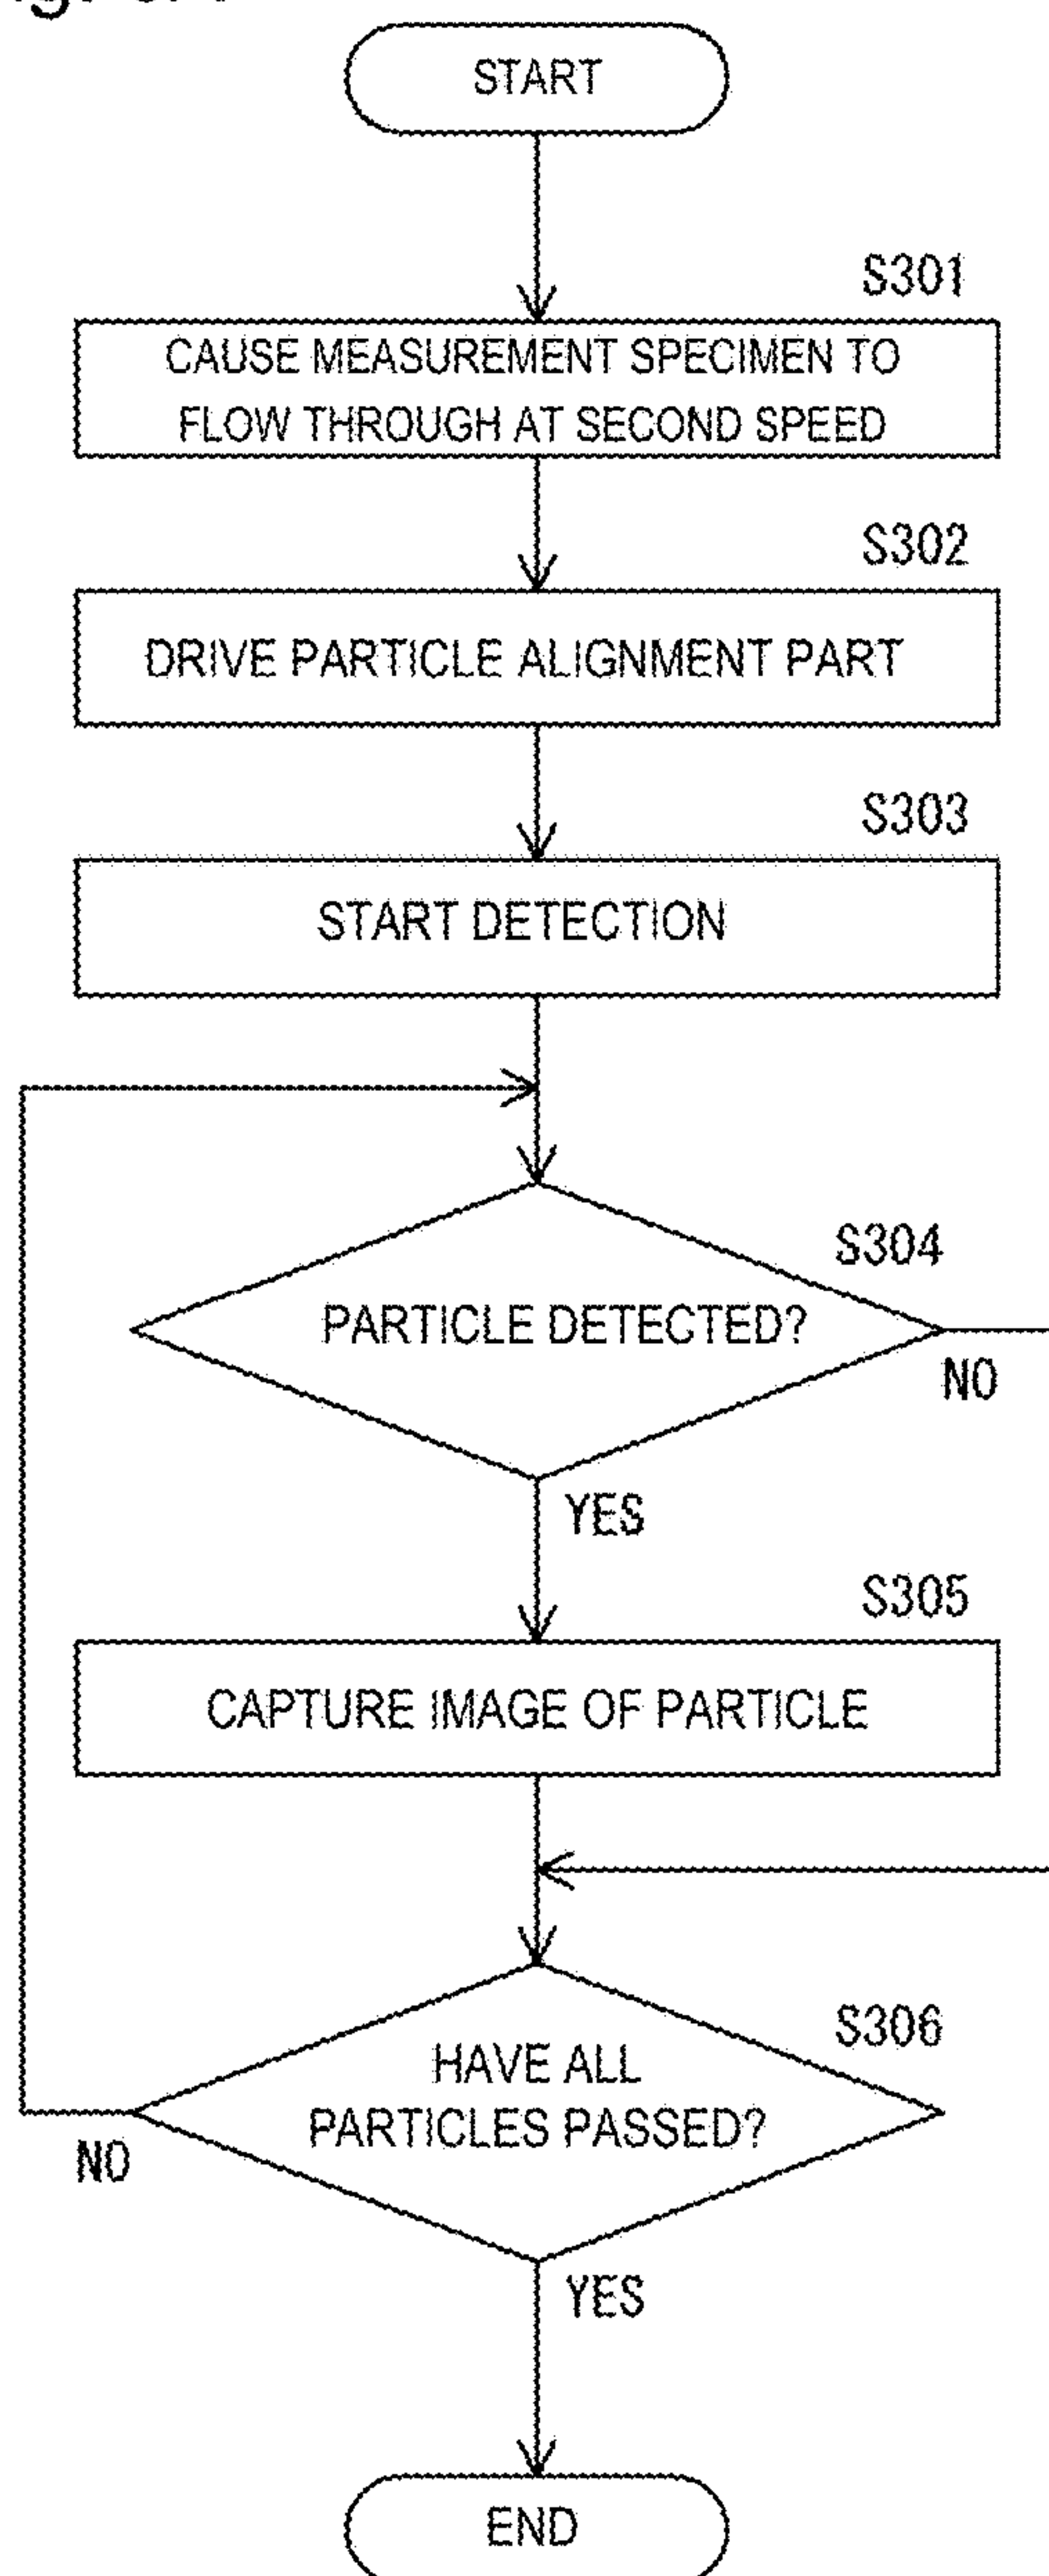 START
S301
CAUSE MEASUREMENT SPECIMEN TO
FLOW THROUGH AT SECOND SPEED
S302
DRIVE PARTICLE ALIGNMENT PART
S303
START DETECTION
S304
PARTICLE DETECTED?
NO
YES
S305
CAPTURE IMAGE OF PARTICLE
S306
HAVE ALL
PARTICLES PASSED?
NO
YES
END